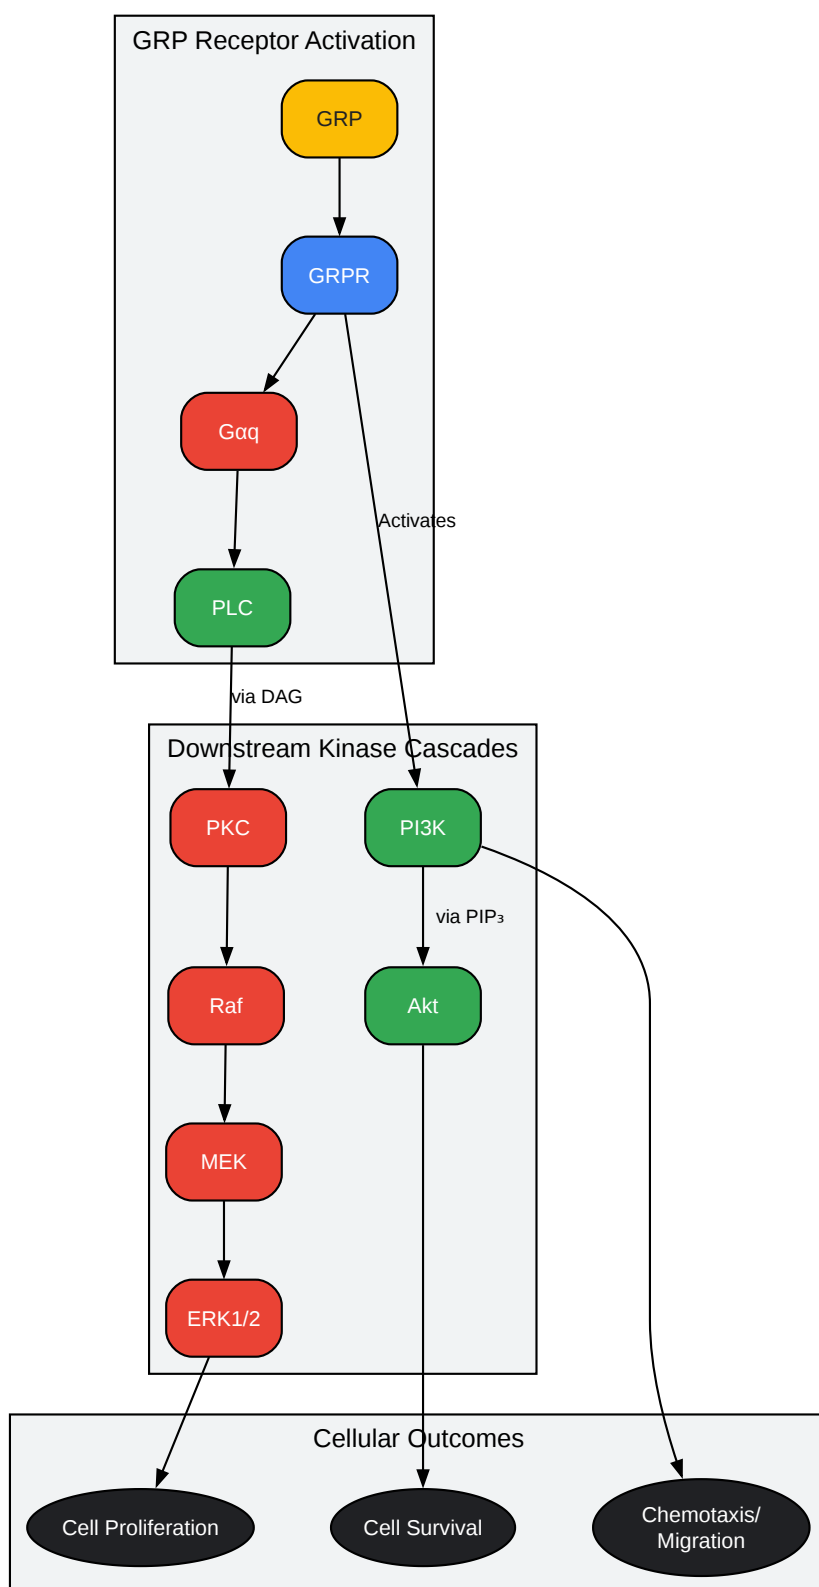 GRP Receptor Activation
GRP
GRPR
Gαq
Activates
PLC
via DAG
Downstream Kinase Cascades
PKC
PI3K
via PIP₃
Raf
Akt
MEK
ERK1/2
Cellular Outcomes
Cell Proliferation
Cell Survival
Chemotaxis/
Migration